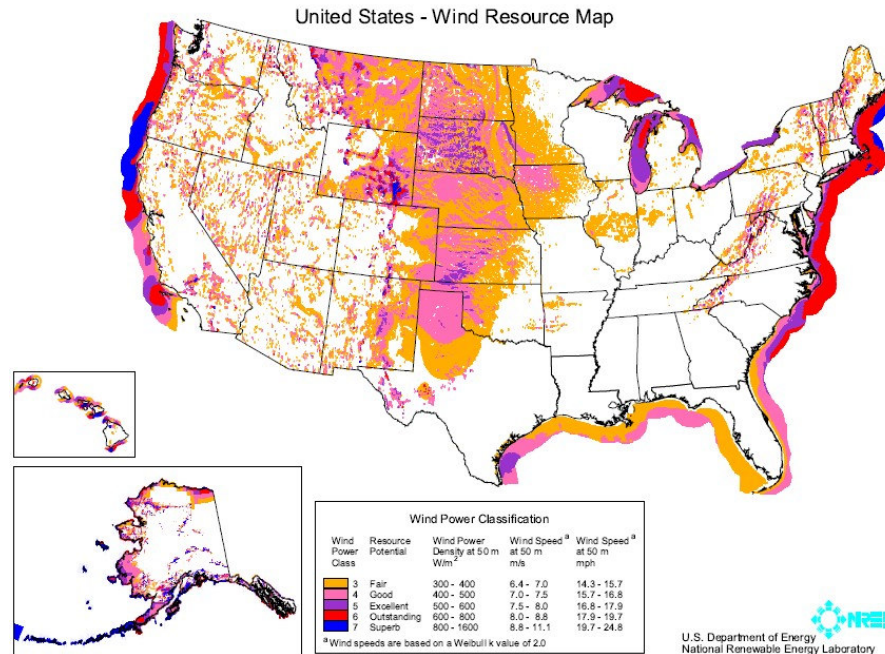 United States - Wind Resource Map
Wind Power Classification
Wind Power Class Resource Potential Wind Power Density at 50 m W/m² Wind Speed ᵃ at 50 m m/s Wind Speed ᵃ at 50 m mph
3 Fair 300 - 400 6.4 - 7.0 14.3 - 15.7
4 Good 400 - 500 7.0 - 7.5 15.7 - 16.8
5 Excellent 500 - 600 7.5 - 8.0 16.8 - 17.9
6 Outstanding 600 - 800 8.0 - 8.8 17.9 - 19.7
7 Superb 800 - 1600 8.8 - 11.1 19.7 - 24.8
ᵃ Wind speeds are based on a Weibull k value of 2.0
U.S. Department of Energy
National Renewable Energy Laboratory